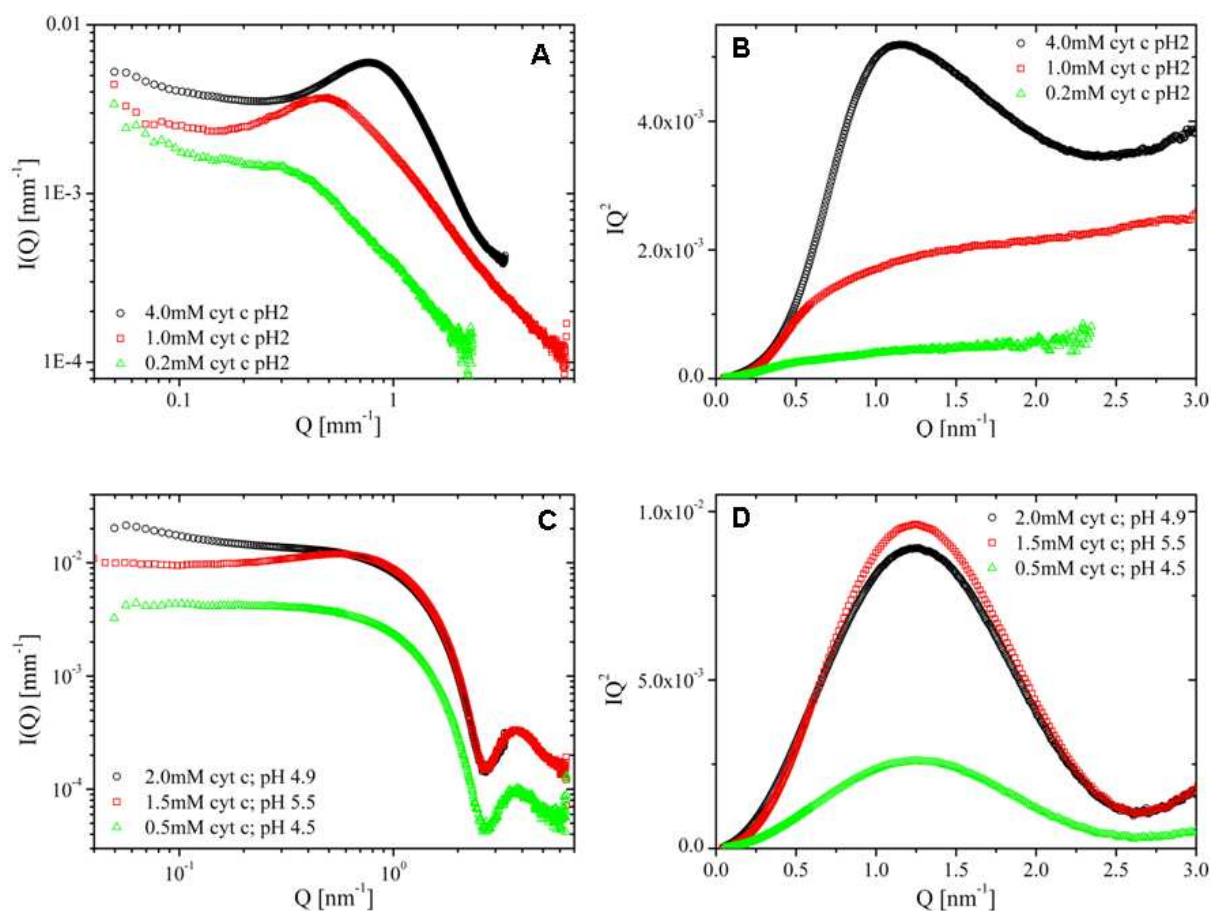 0.01
A
I(Q) [mm⁻¹]
1E-3
1E-4
4.0mM cyt c pH2
1.0mM cyt c pH2
0.2mM cyt c pH2
0.1 1
Q [mm⁻¹]
B
4.0mM cyt c pH2
1.0mM cyt c pH2
0.2mM cyt c pH2
IQ²
4.0x10⁻³
2.0x10⁻³
0.0
0.0 0.5 1.0 1.5 2.0 2.5 3.0
Q [nm⁻¹]
C
I(Q) [mm⁻¹]
10⁻²
10⁻³
10⁻⁴
2.0mM cyt c; pH 4.9
1.5mM cyt c; pH 5.5
0.5mM cyt c; pH 4.5
10⁻¹ 10⁰
Q [nm⁻¹]
D
2.0mM cyt c; pH 4.9
1.5mM cyt c; pH 5.5
0.5mM cyt c; pH 4.5
IQ²
1.0x10⁻²
5.0x10⁻³
0.0
0.0 0.5 1.0 1.5 2.0 2.5 3.0
Q [nm⁻¹]